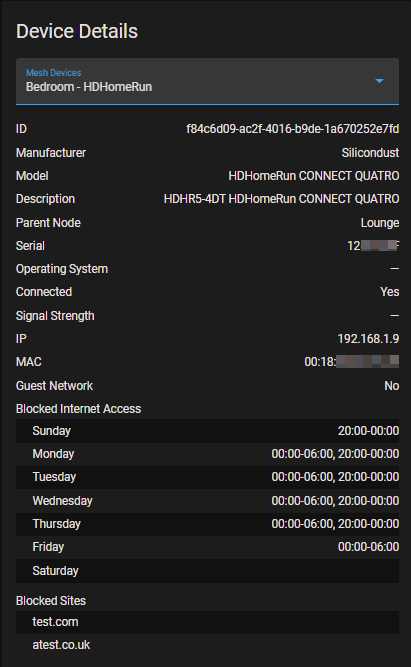 Device Details
Mesh Devices
Bedroom - HDHomeRun
ID f84c6d09-ac2f-4016-b9de-1a670252e7fd
Manufacturer Silicondust
Model HDHomeRun CONNECT QUATRO
Description HDHR5-4DT HDHomeRun CONNECT QUATRO
Parent Node Lounge
Serial 12
Operating System —
Connected Yes
Signal Strength —
IP 192.168.1.9
MAC 00:18:
Guest Network No
Blocked Internet Access
Sunday 20:00-00:00
Monday 00:00-06:00, 20:00-00:00
Tuesday 00:00-06:00, 20:00-00:00
Wednesday 00:00-06:00, 20:00-00:00
Thursday 00:00-06:00, 20:00-00:00
Friday 00:00-06:00
Saturday
Blocked Sites
test.com
atest.co.uk